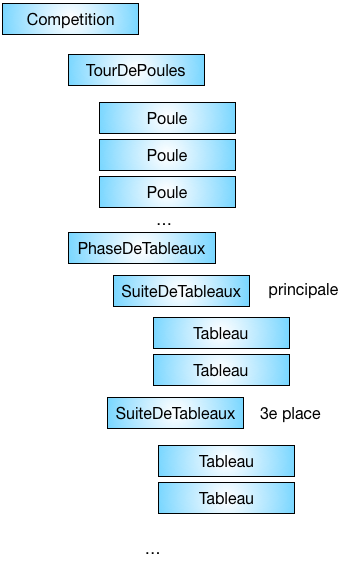 Competition
TourDePoules
Poule
Poule
Poule
...
PhaseDeTableaux
SuiteDeTableaux principale
Tableau
Tableau
SuiteDeTableaux 3e place
Tableau
Tableau
...